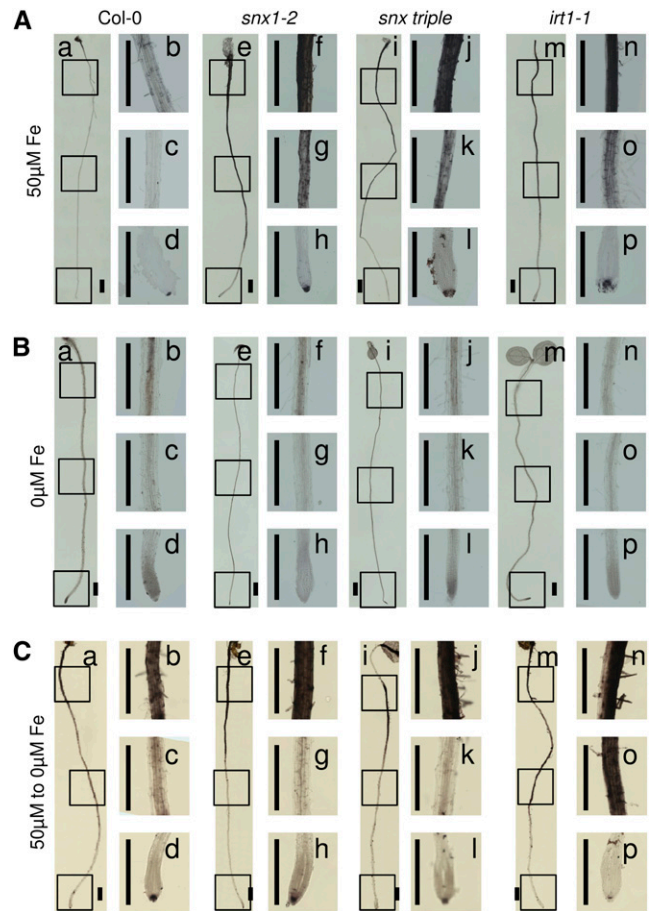 Col-0 snx1-2 snx triple irt1-1
A
50µM Fe
a b e f i j m n
c g k o
d h l p
B
0µM Fe
a b e f i j m n
c g k o
d h l p
C
50µM to 0µM Fe
a b e f i j m n
c g k o
d h l p